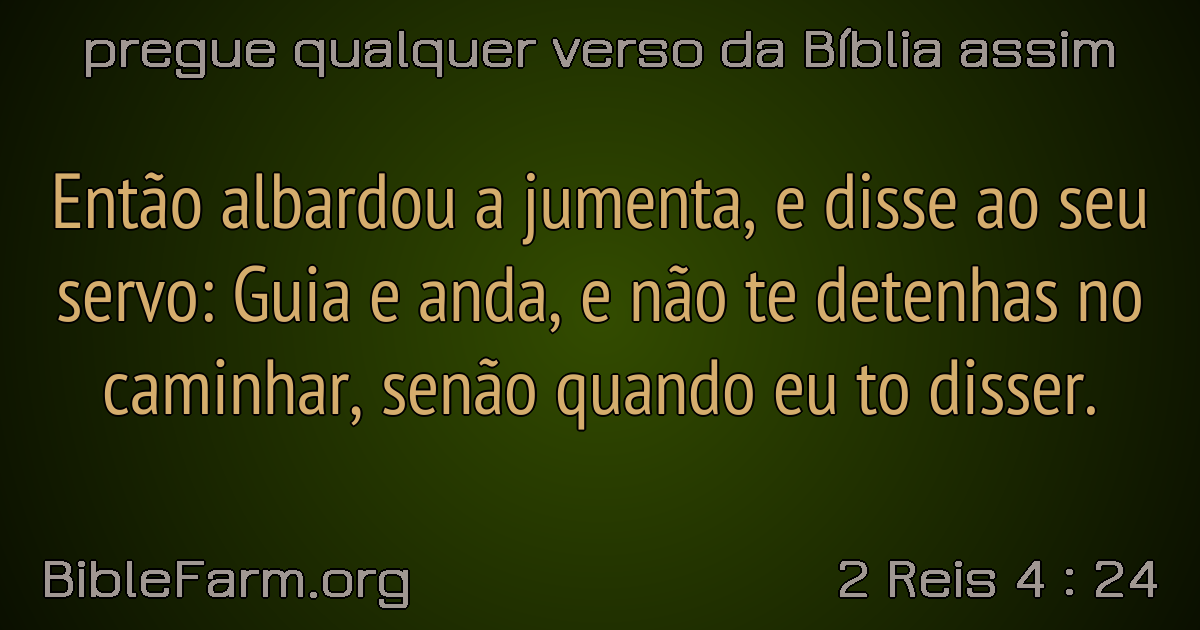 pregue qualquer verso da Bíblia assim
Então albardou a jumenta, e disse ao seu
servo: Guia e anda, e não te detenhas no
caminhar, senão quando eu to disser.
BibleFarm.org
2 Reis 4 : 24